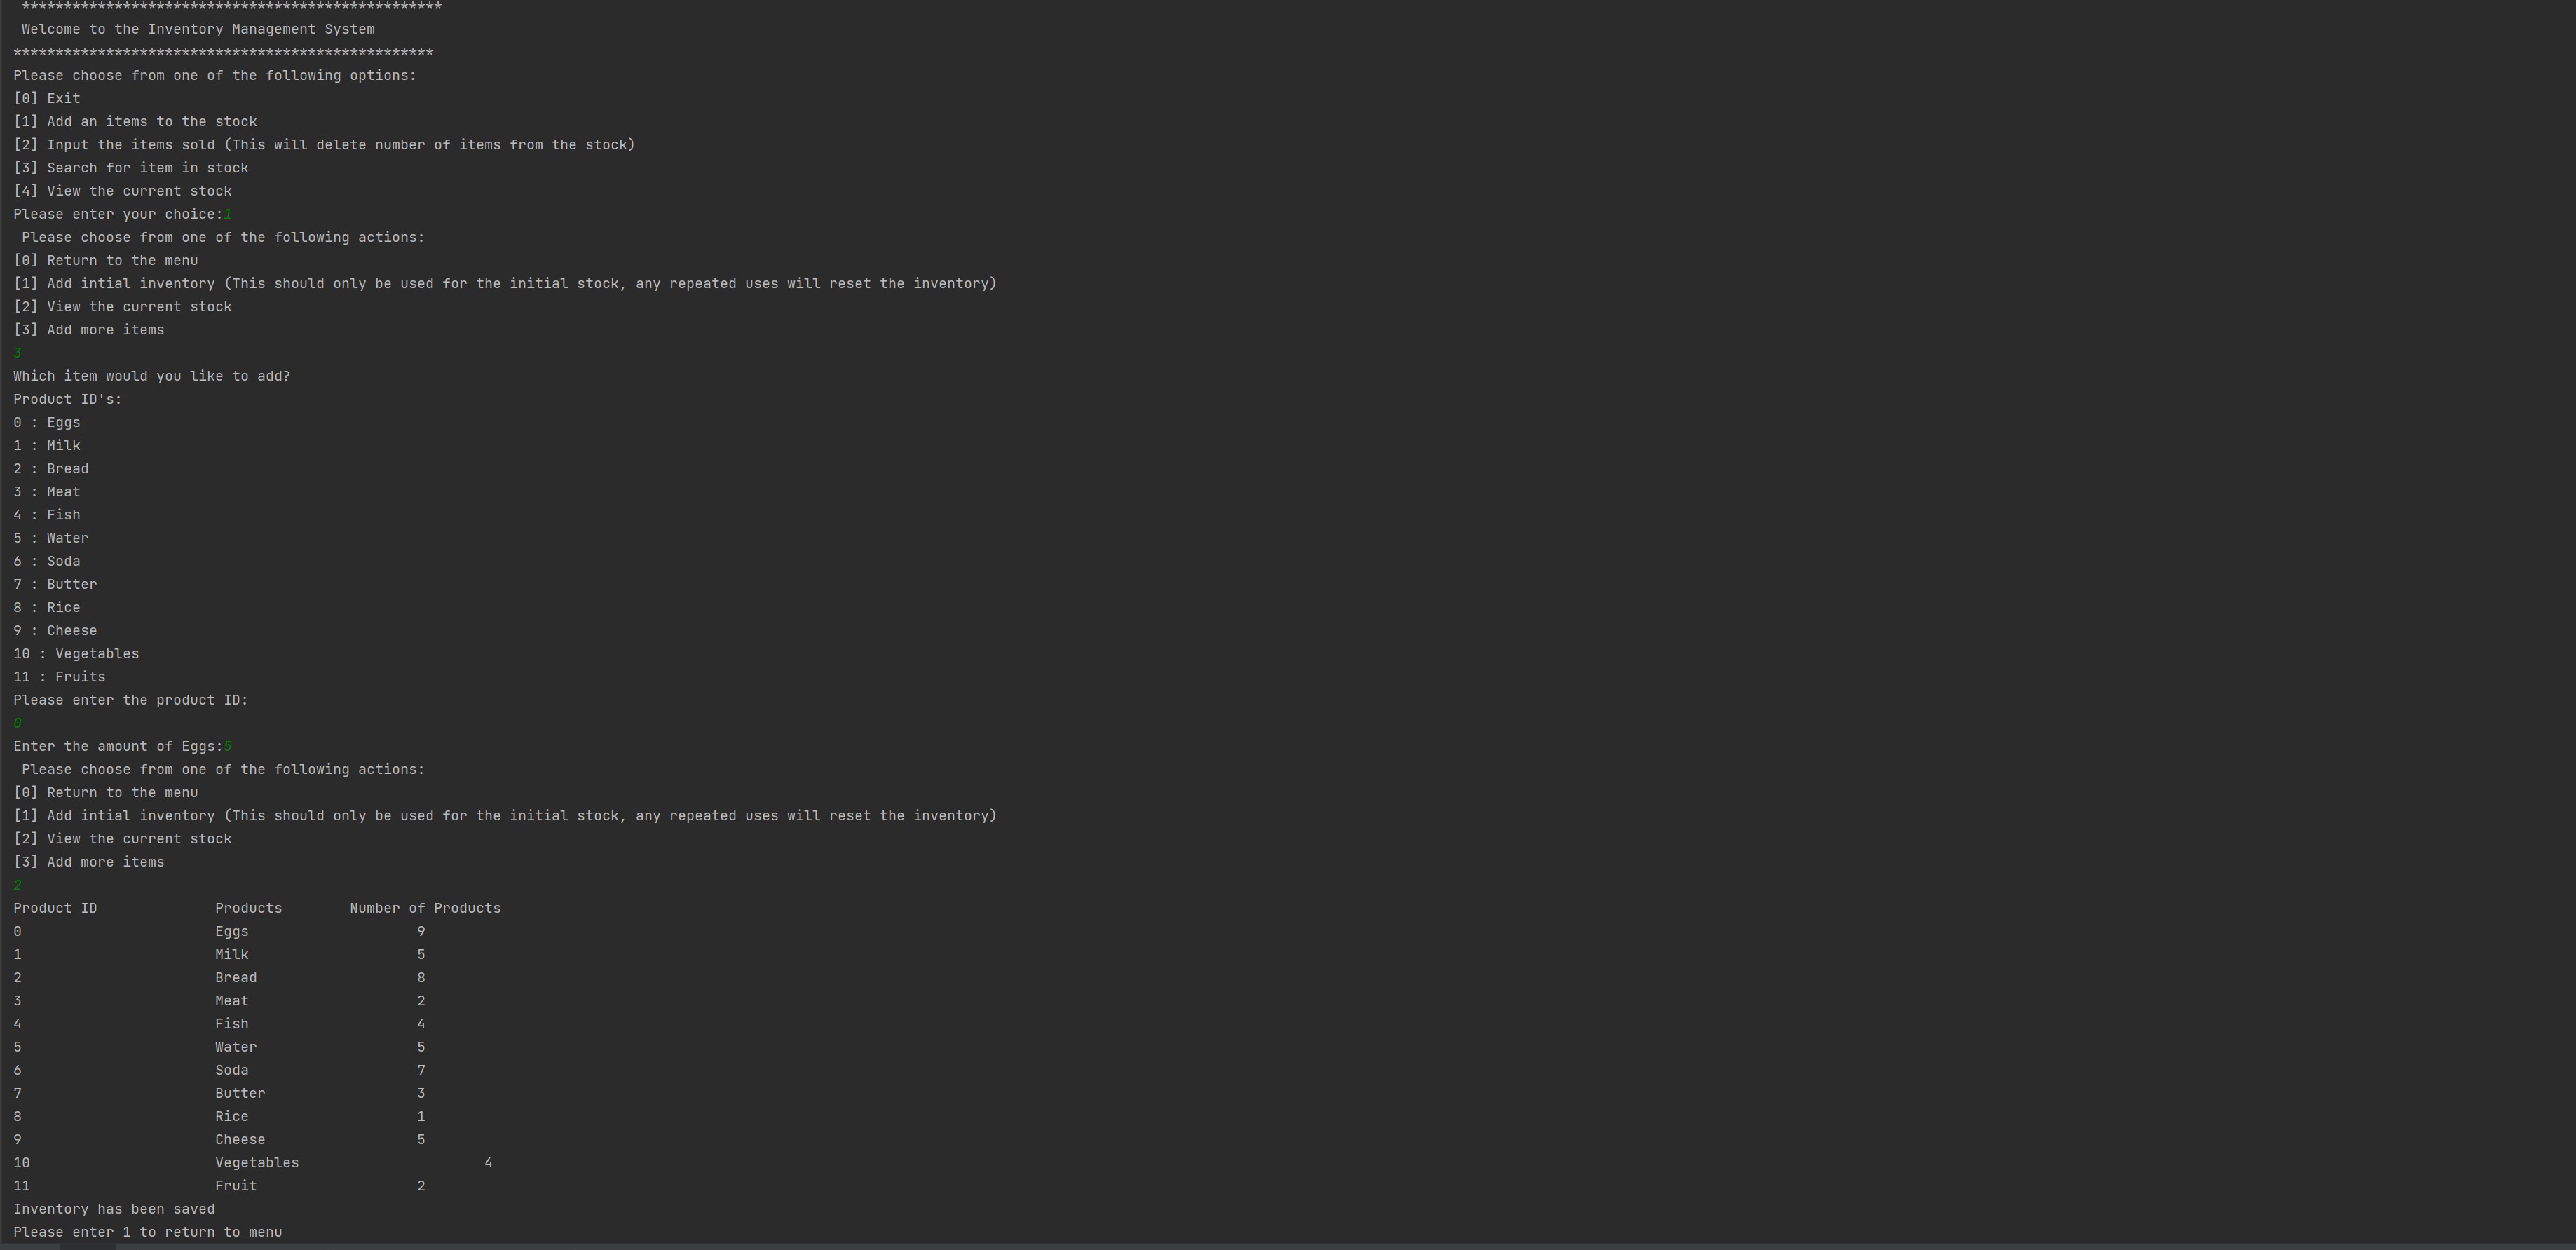 **************************************************
Welcome to the Inventory Management System
**************************************************
Please choose from one of the following options:
[0] Exit
[1] Add an items to the stock
[2] Input the items sold (This will delete number of items from the stock)
[3] Search for item in stock
[4] View the current stock
Please enter your choice:1
Please choose from one of the following actions:
[0] Return to the menu
[1] Add intial inventory (This should only be used for the initial stock, any repeated uses will reset the inventory)
[2] View the current stock
[3] Add more items
3
Which item would you like to add?
Product ID's:
0 : Eggs
1 : Milk
2 : Bread
3 : Meat
4 : Fish
5 : Water
6 : Soda
7 : Butter
8 : Rice
9 : Cheese
10 : Vegetables
11 : Fruits
Please enter the product ID:
0
Enter the amount of Eggs:5
Please choose from one of the following actions:
[0] Return to the menu
[1] Add intial inventory (This should only be used for the initial stock, any repeated uses will reset the inventory)
[2] View the current stock
[3] Add more items
2
Product ID Products Number of Products
0 Eggs 9
1 Milk 5
2 Bread 8
3 Meat 2
4 Fish 4
5 Water 5
6 Soda 7
7 Butter 3
8 Rice 1
9 Cheese 5
10 Vegetables 4
11 Fruit 2
Inventory has been saved
Please enter 1 to return to menu